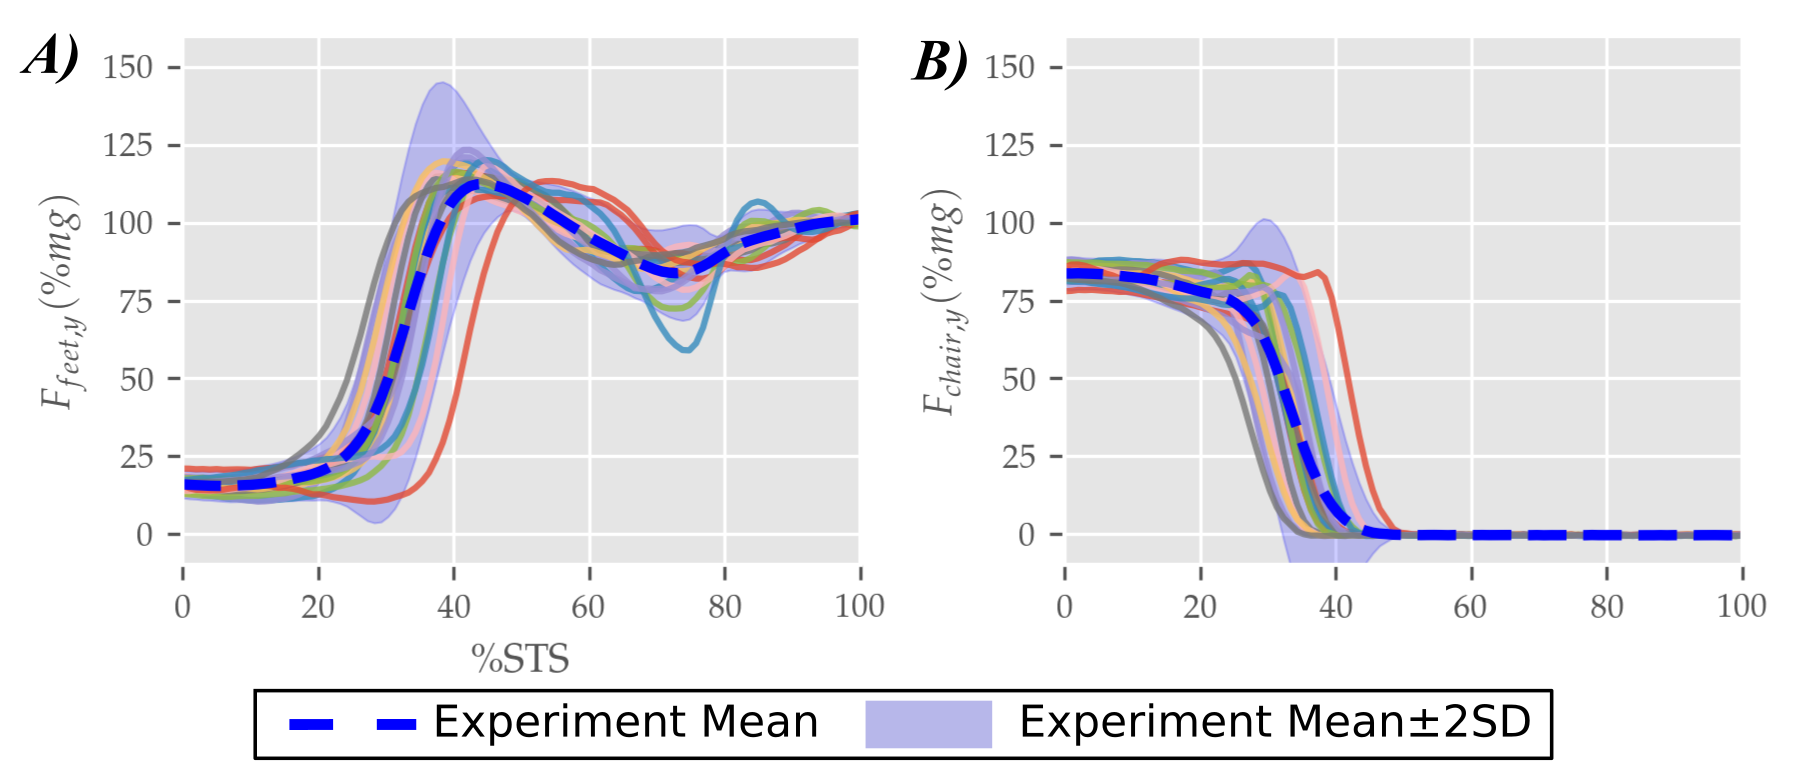 A)
150
125
100
75
50
25
0
F_feet,y (%mg)
0 20 40 60 80 100
%STS
B)
150
125
100
75
50
25
0
F_chair,y (%mg)
0 20 40 60 80 100
Experiment Mean
Experiment Mean±2SD